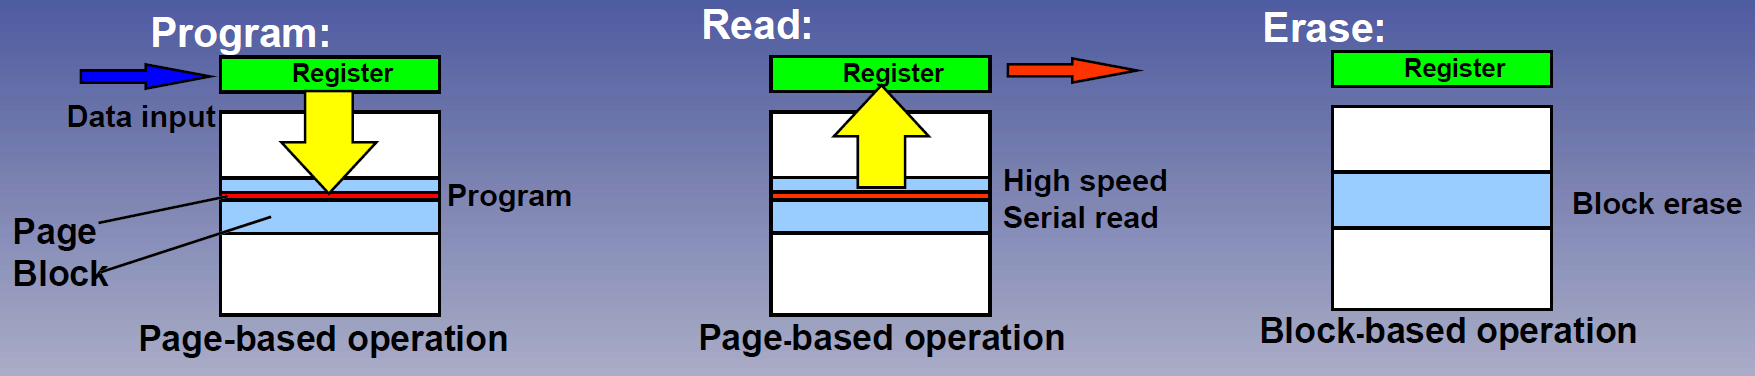 Program:
Register
Data input
Program
Page
Block
Page-based operation
Read:
Register
High speed
Serial read
Page-based operation
Erase:
Register
Block erase
Block-based operation